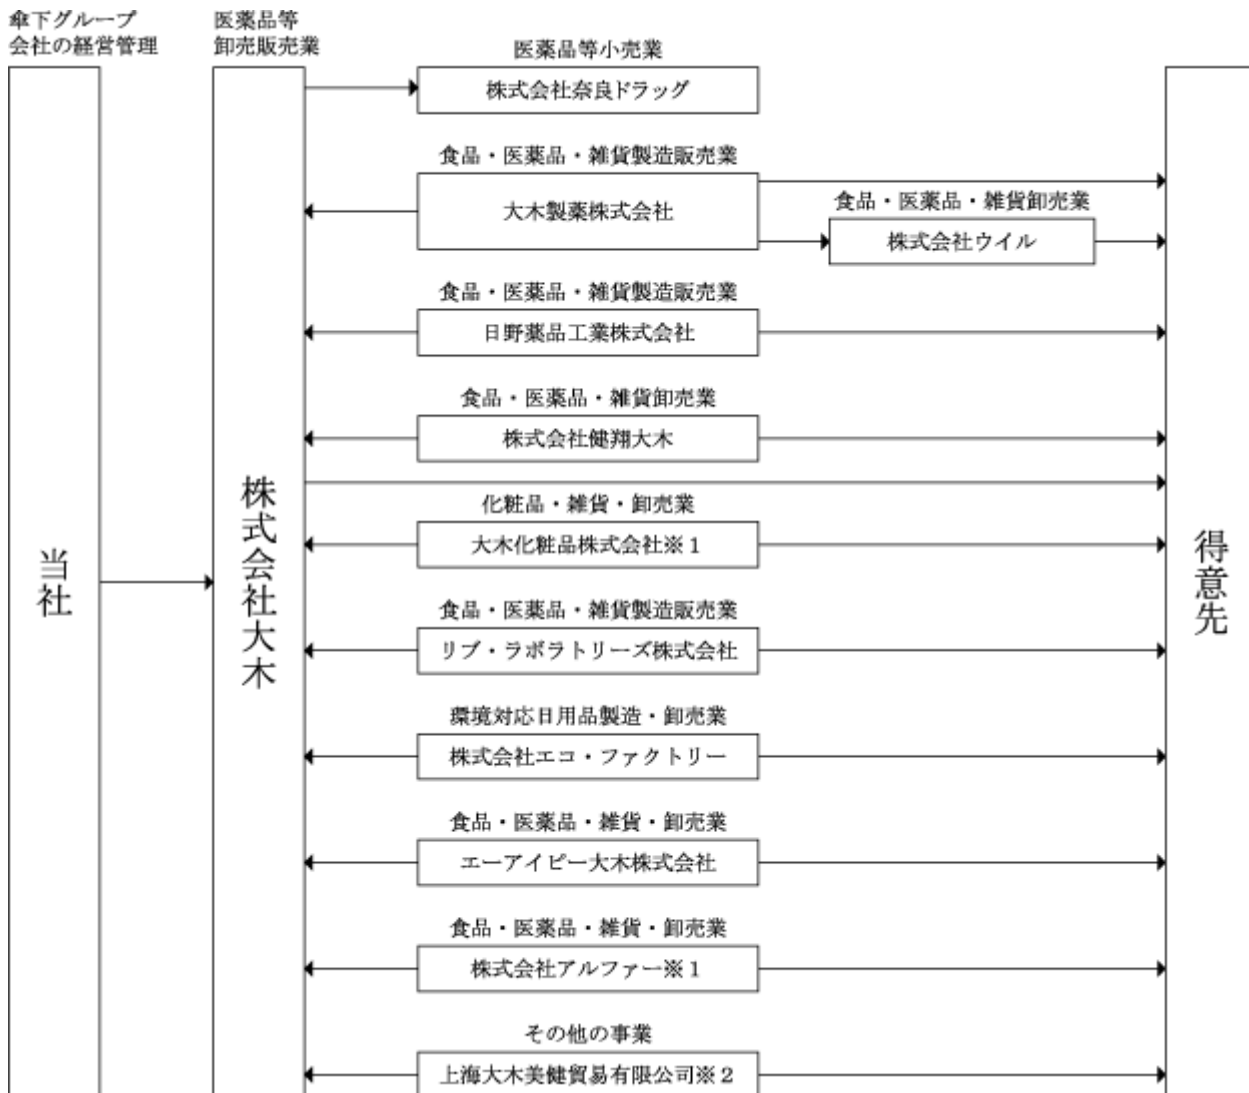 傘下グループ
会社の経営管理
医薬品等
卸売販売業
当社
株式会社大木
医薬品等小売業
株式会社奈良ドラッグ
食品・医薬品・雑貨製造販売業
大木製薬株式会社
食品・医薬品・雑貨卸売業
株式会社ウイル
食品・医薬品・雑貨製造販売業
日野薬品工業株式会社
食品・医薬品・雑貨卸売業
株式会社健翔大木
化粧品・雑貨・卸売業
大木化粧品株式会社※１
食品・医薬品・雑貨製造販売業
リブ・ラボラトリーズ株式会社
環境対応日用品製造・卸売業
株式会社エコ・ファクトリー
食品・医薬品・雑貨・卸売業
エーアイピー大木株式会社
食品・医薬品・雑貨・卸売業
株式会社アルファー※１
その他の事業
上海大木美健貿易有限公司※２
得意先